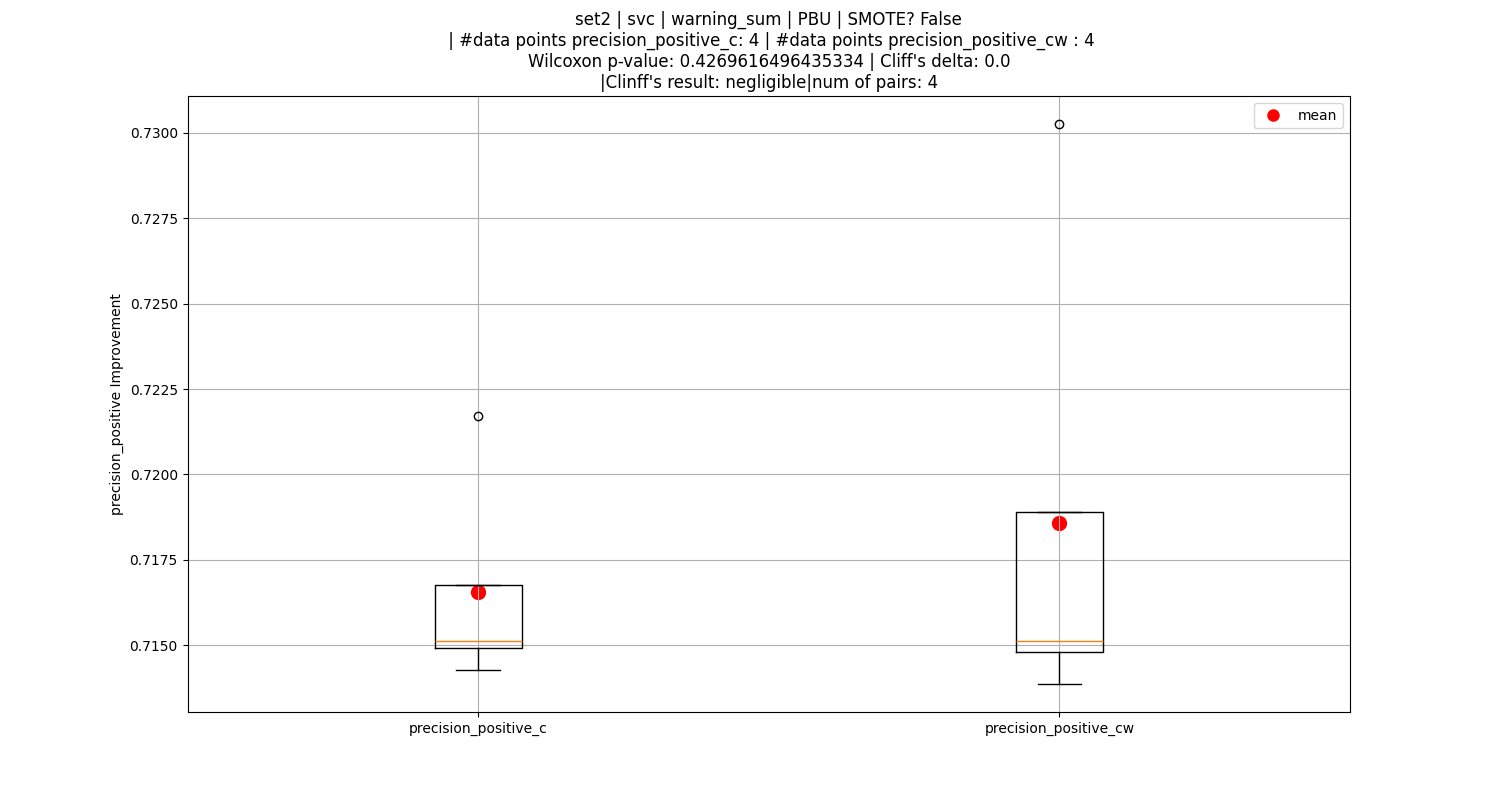 set2 | svc | warning_sum | PBU | SMOTE? False
| #data points precision_positive_c: 4 | #data points precision_positive_cw : 4
Wilcoxon p-value: 0.4269616496435334 | Cliff's delta: 0.0
|Clinff's result: negligible|num of pairs: 4
mean
0.7300
0.7275
0.7250
0.7225
0.7200
0.7175
0.7150
precision_positive Improvement
precision_positive_c
precision_positive_cw